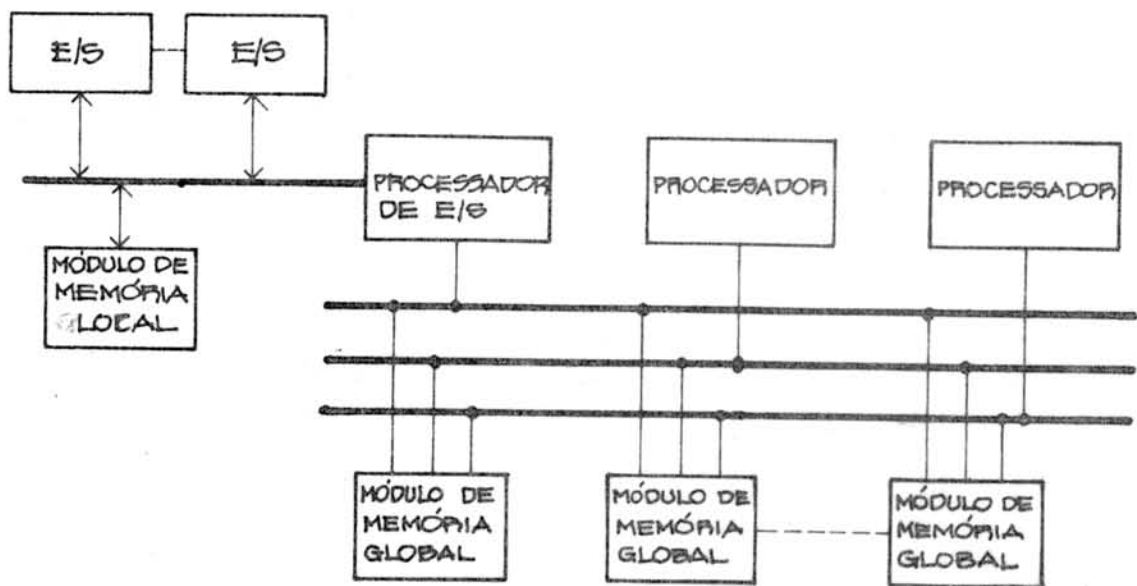 E/S
E/S
PROCESSADOR
DE E/S
PROCESSADOR
PROCESSADOR
MÓDULO DE
MEMÓRIA
LOCAL
MÓDULO DE
MEMÓRIA
GLOBAL
MÓDULO DE
MEMÓRIA
GLOBAL
MÓDULO DE
MEMÓRIA
GLOBAL